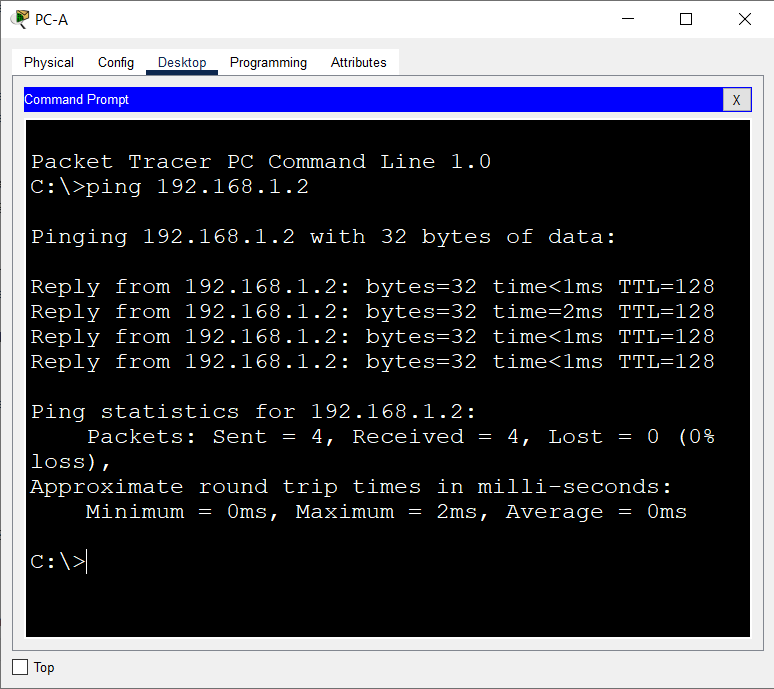 PC-A
Physical Config Desktop Programming Attributes
Command Prompt
X
Packet Tracer PC Command Line 1.0
C:\>ping 192.168.1.2
Pinging 192.168.1.2 with 32 bytes of data:
Reply from 192.168.1.2: bytes=32 time<1ms TTL=128
Reply from 192.168.1.2: bytes=32 time=2ms TTL=128
Reply from 192.168.1.2: bytes=32 time<1ms TTL=128
Reply from 192.168.1.2: bytes=32 time<1ms TTL=128
Ping statistics for 192.168.1.2:
Packets: Sent = 4, Received = 4, Lost = 0 (0%
loss),
Approximate round trip times in milli-seconds:
Minimum = 0ms, Maximum = 2ms, Average = 0ms
C:\>
Top